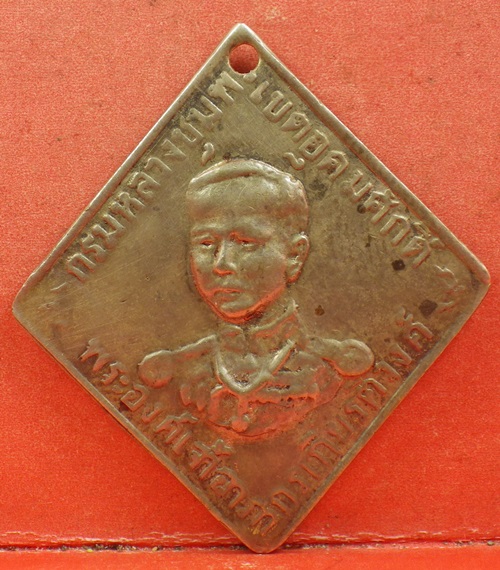 กรมหลวงชุมพร เขตอุดมศักดิ์
พระองค์เจ้าอาภากรเกียรติวงศ์